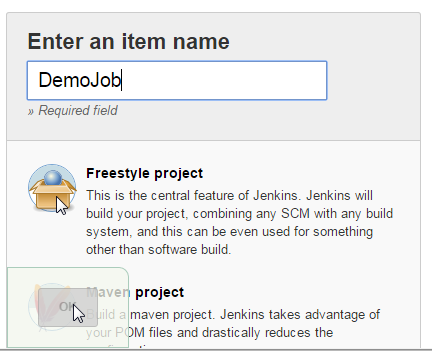 Enter an item name
DemoJob
» Required field
Freestyle project
This is the central feature of Jenkins. Jenkins will
build your project, combining any SCM with any build
system, and this can be even used for something
other than software build.
Maven project
OK
Build a maven project. Jenkins takes advantage of
your POM files and drastically reduces the